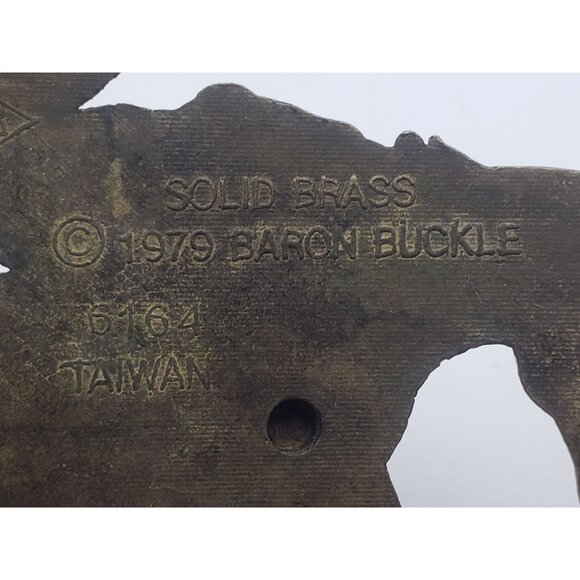 SOLID BRASS
© 1979 BARON BUCKLE
6164
TAIWAN